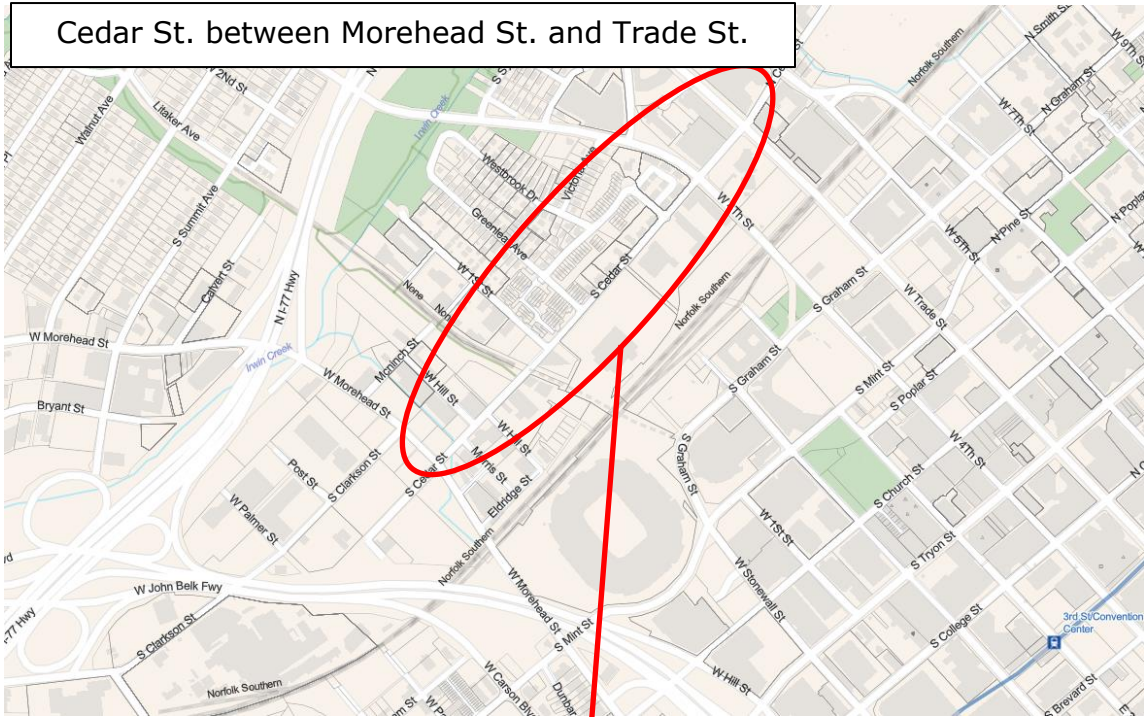 Cedar St. between Morehead St. and Trade St.
W 2Nd St
Walnut Ave
Litaker Ave
S Summit Ave
Calvert St
N I-77 Hwy
W Morehead St
Bryant St
Irwin Creek
Irwin Creek
Westbrook Dr
Victoria Ave
Greenleaf Ave
W 1St St
None
Mcninch St
W Hill St
W Morehead St
S Cedar St
W Hill St
Morris St
Eldridge St
S Cedar St
S Clarkson St
Post St
W Palmer St
W John Belk Fwy
S Clarkson St
Norfolk Southern
Norfolk Southern
Norfolk Southern
Norfolk Southern
N Smith St
W 9Th St
N Graham St
W 7Th St
N Poplar
N Pine St
W 5Th St
W Trade St
S Graham St
S Graham St
S Graham St
S Mint St
S Poplar St
W 4Th St
S Church St
S Tryon St
W 1St St
W Stonewall St
S College St
3rd St/Convention
Center
S Brevard St
W Hill St
S Mint St
W Morehead St
W Carson Blv
Dunbar
I-77 Hwy